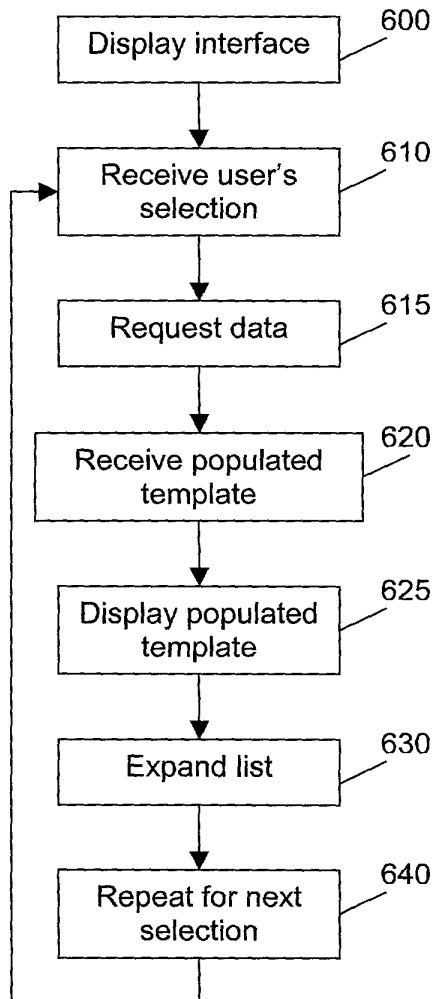 600
Display interface
610
Receive user's
selection
615
Request data
620
Receive populated
template
625
Display populated
template
630
Expand list
640
Repeat for next
selection